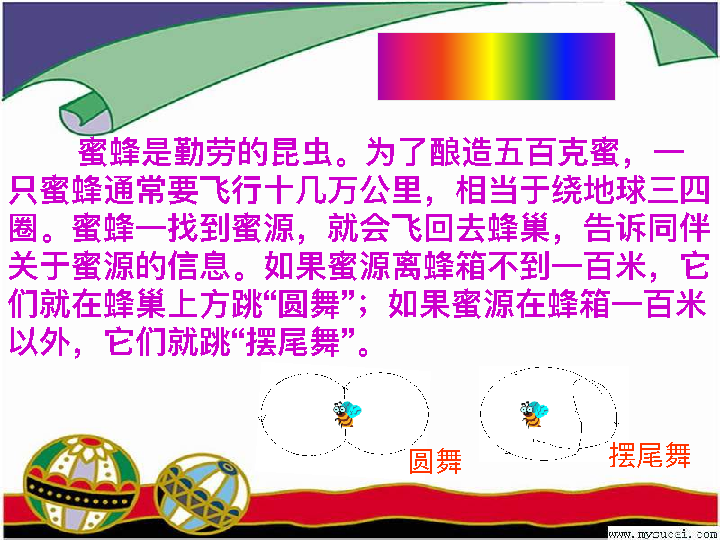 蜜蜂是勤劳的昆虫。为了酿造五百克蜜，一
只蜜蜂通常要飞行十几万公里，相当于绕地球三四
圈。蜜蜂一找到蜜源，就会飞回去蜂巢，告诉同伴
关于蜜源的信息。如果蜜源离蜂箱不到一百米，它
们就在蜂巢上方跳“圆舞”；如果蜜源在蜂箱一百米
以外，它们就跳“摆尾舞”。
圆舞
摆尾舞
www.mysucai.com